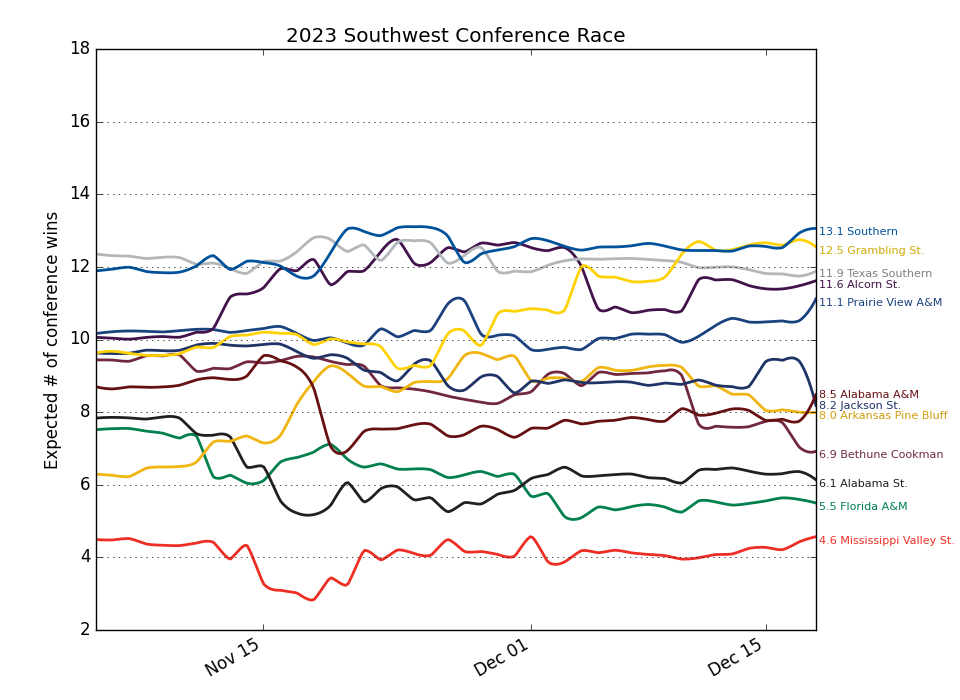 2023 Southwest Conference Race
Expected # of conference wins
18
16
14
12
10
8
6
4
2
Nov 15
Dec 01
Dec 15
13.1 Southern
12.5 Grambling St.
11.9 Texas Southern
11.6 Alcorn St.
11.1 Prairie View A&M
8.5 Alabama A&M
8.2 Jackson St.
8.0 Arkansas Pine Bluff
6.9 Bethune Cookman
6.1 Alabama St.
5.5 Florida A&M
4.6 Mississippi Valley St.